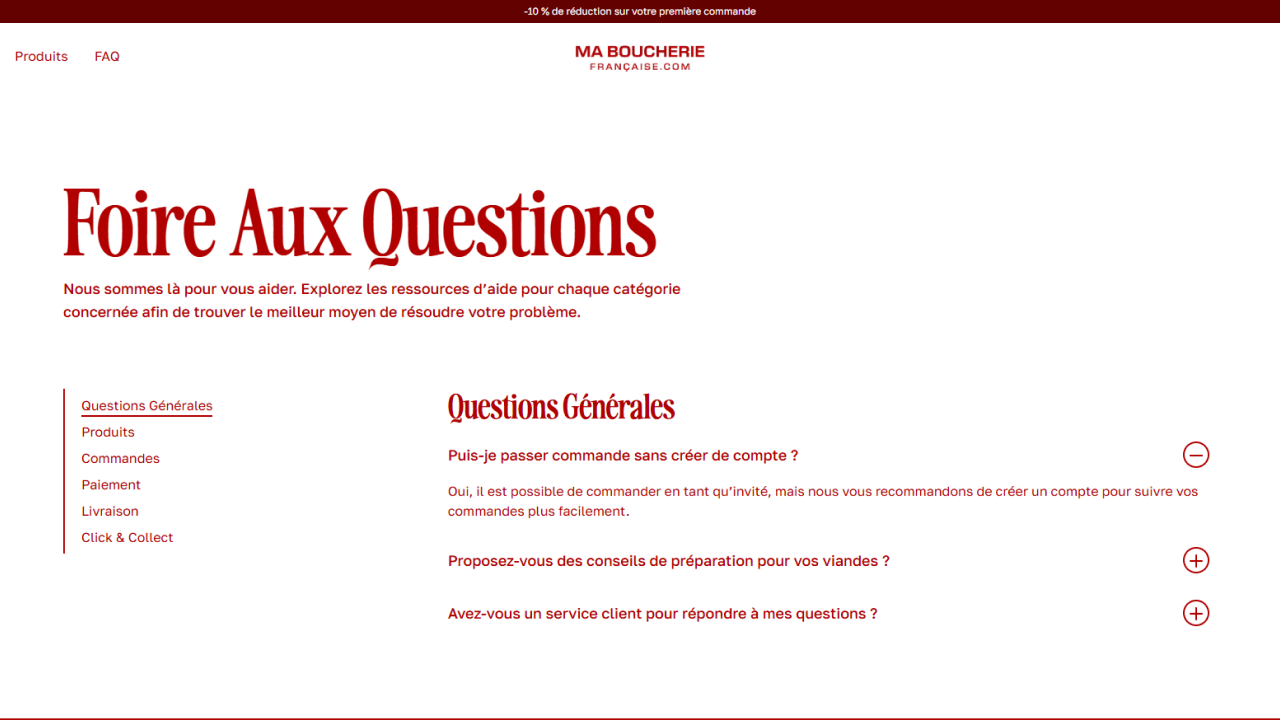 -10 % de réduction sur votre première commande
Produits
FAQ
MA BOUCHERIE
FRANÇAISE.COM
Foire Aux Questions
Nous sommes là pour vous aider. Explorez les ressources d’aide pour chaque catégorie
concernée afin de trouver le meilleur moyen de résoudre votre problème.
Questions Générales
Produits
Commandes
Paiement
Livraison
Click & Collect
Questions Générales
Puis-je passer commande sans créer de compte ?
Oui, il est possible de commander en tant qu’invité, mais nous vous recommandons de créer un compte pour suivre vos
commandes plus facilement.
Proposez-vous des conseils de préparation pour vos viandes ?
Avez-vous un service client pour répondre à mes questions ?